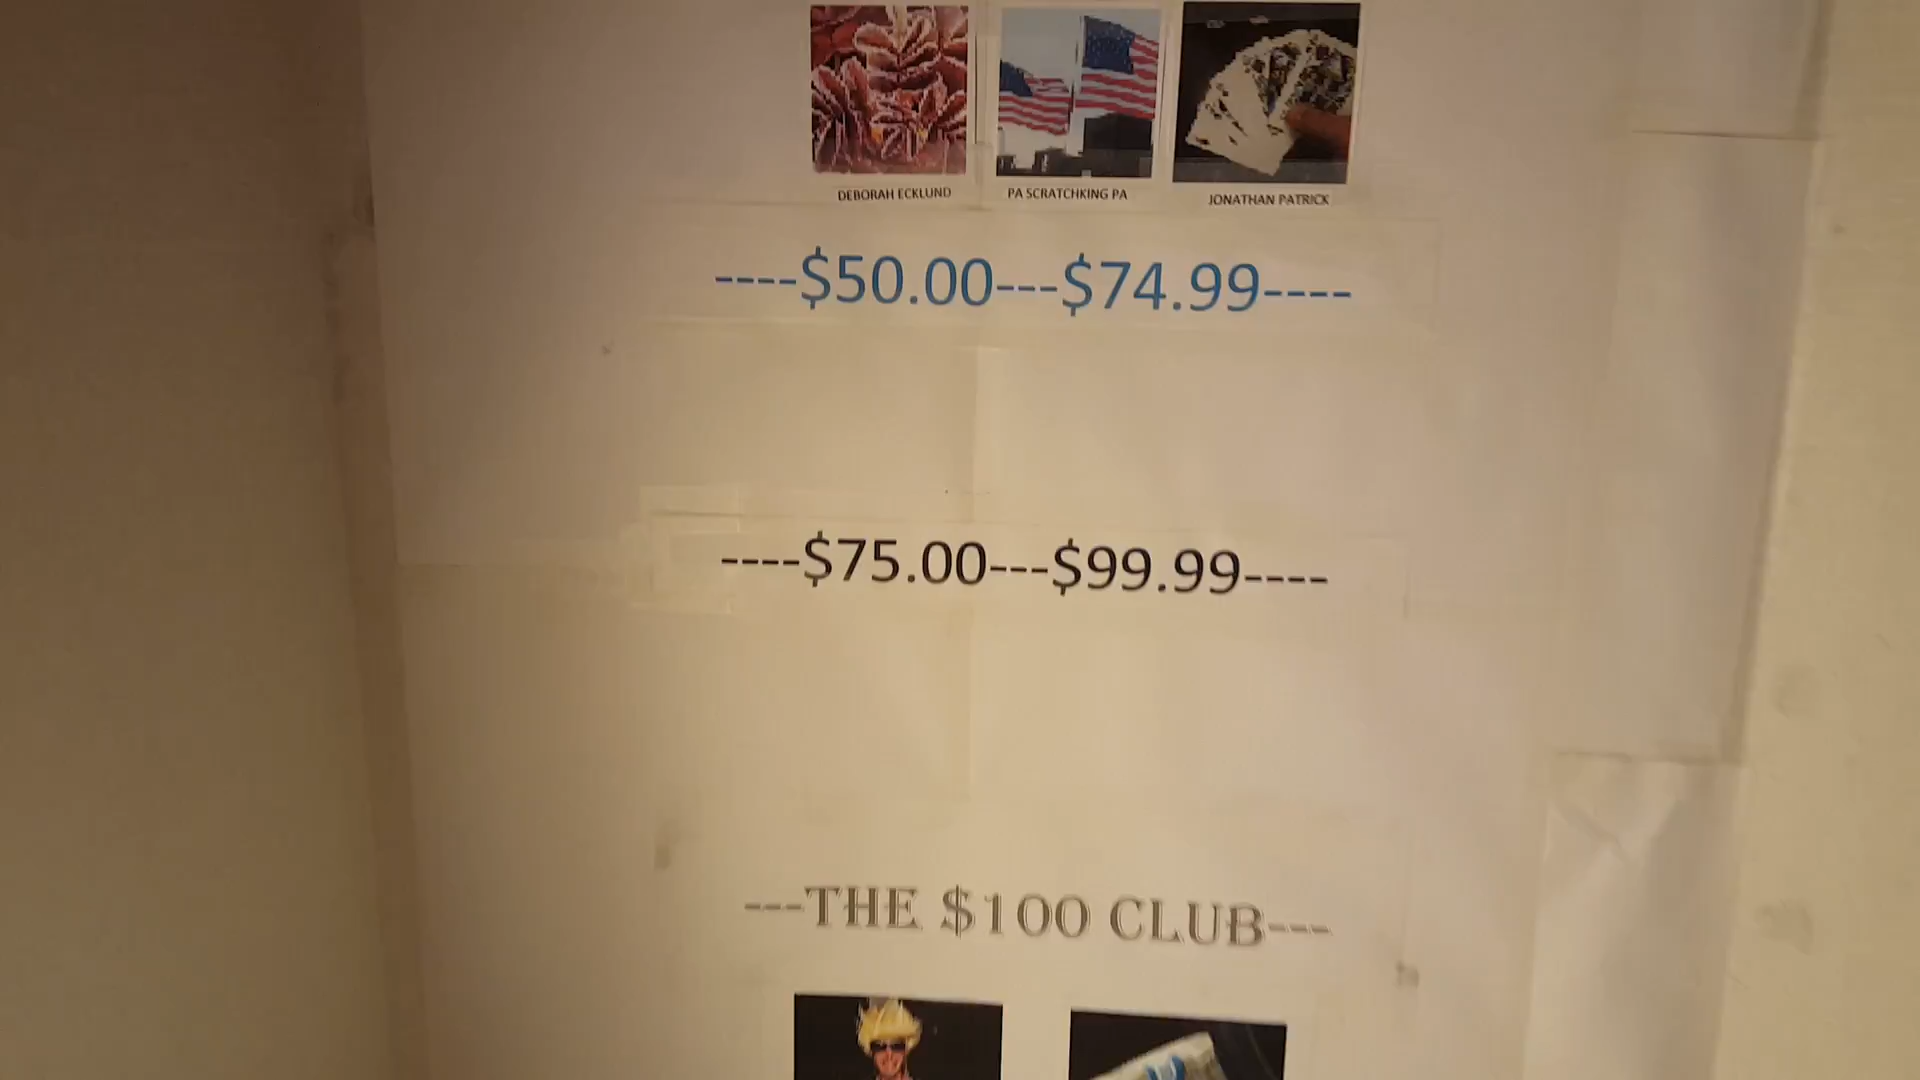 DEBORAH ECKLUND
PA SCRATCHKING PA
JONATHAN PATRICK
----$50.00---$74.99----
----$75.00---$99.99----
---THE $100 CLUB---